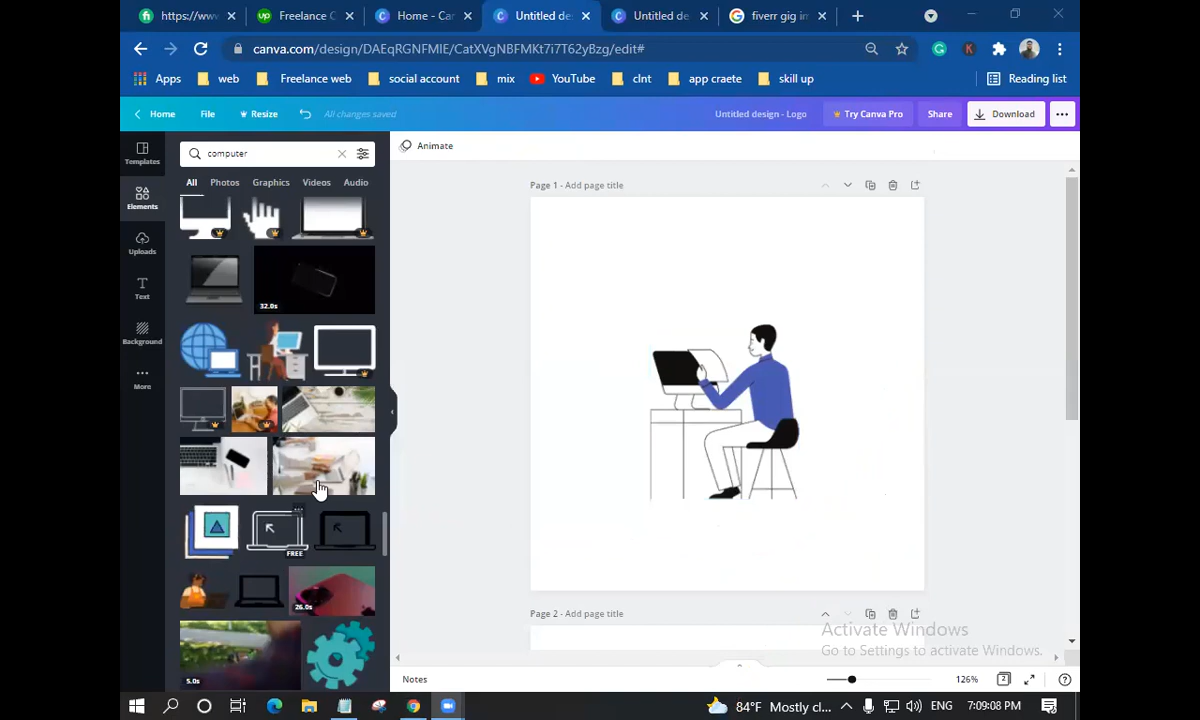 https://www
Freelance C
Home - Car
Untitled de
Untitled de
fiverr gig im
canva.com/design/DAEqRGNFMlE/CatXVgNBFMKt7i7T62yBzg/edit#
Apps
web
Freelance web
social account
mix
YouTube
clnt
app craete
skill up
Reading list
Home
File
Resize
All changes saved
Untitled design - Logo
Try Canva Pro
Share
Download
Templates
computer
Animate
All
Photos
Graphics
Videos
Audio
Page 1 - Add page title
Elements
Uploads
32.0s
Text
Background
More
FREE
26.0s
Page 2 - Add page title
5.0s
Activate Windows
Go to Settings to activate Windows.
Notes
126%
2
84°F Mostly cl...
ENG
7:09:08 PM